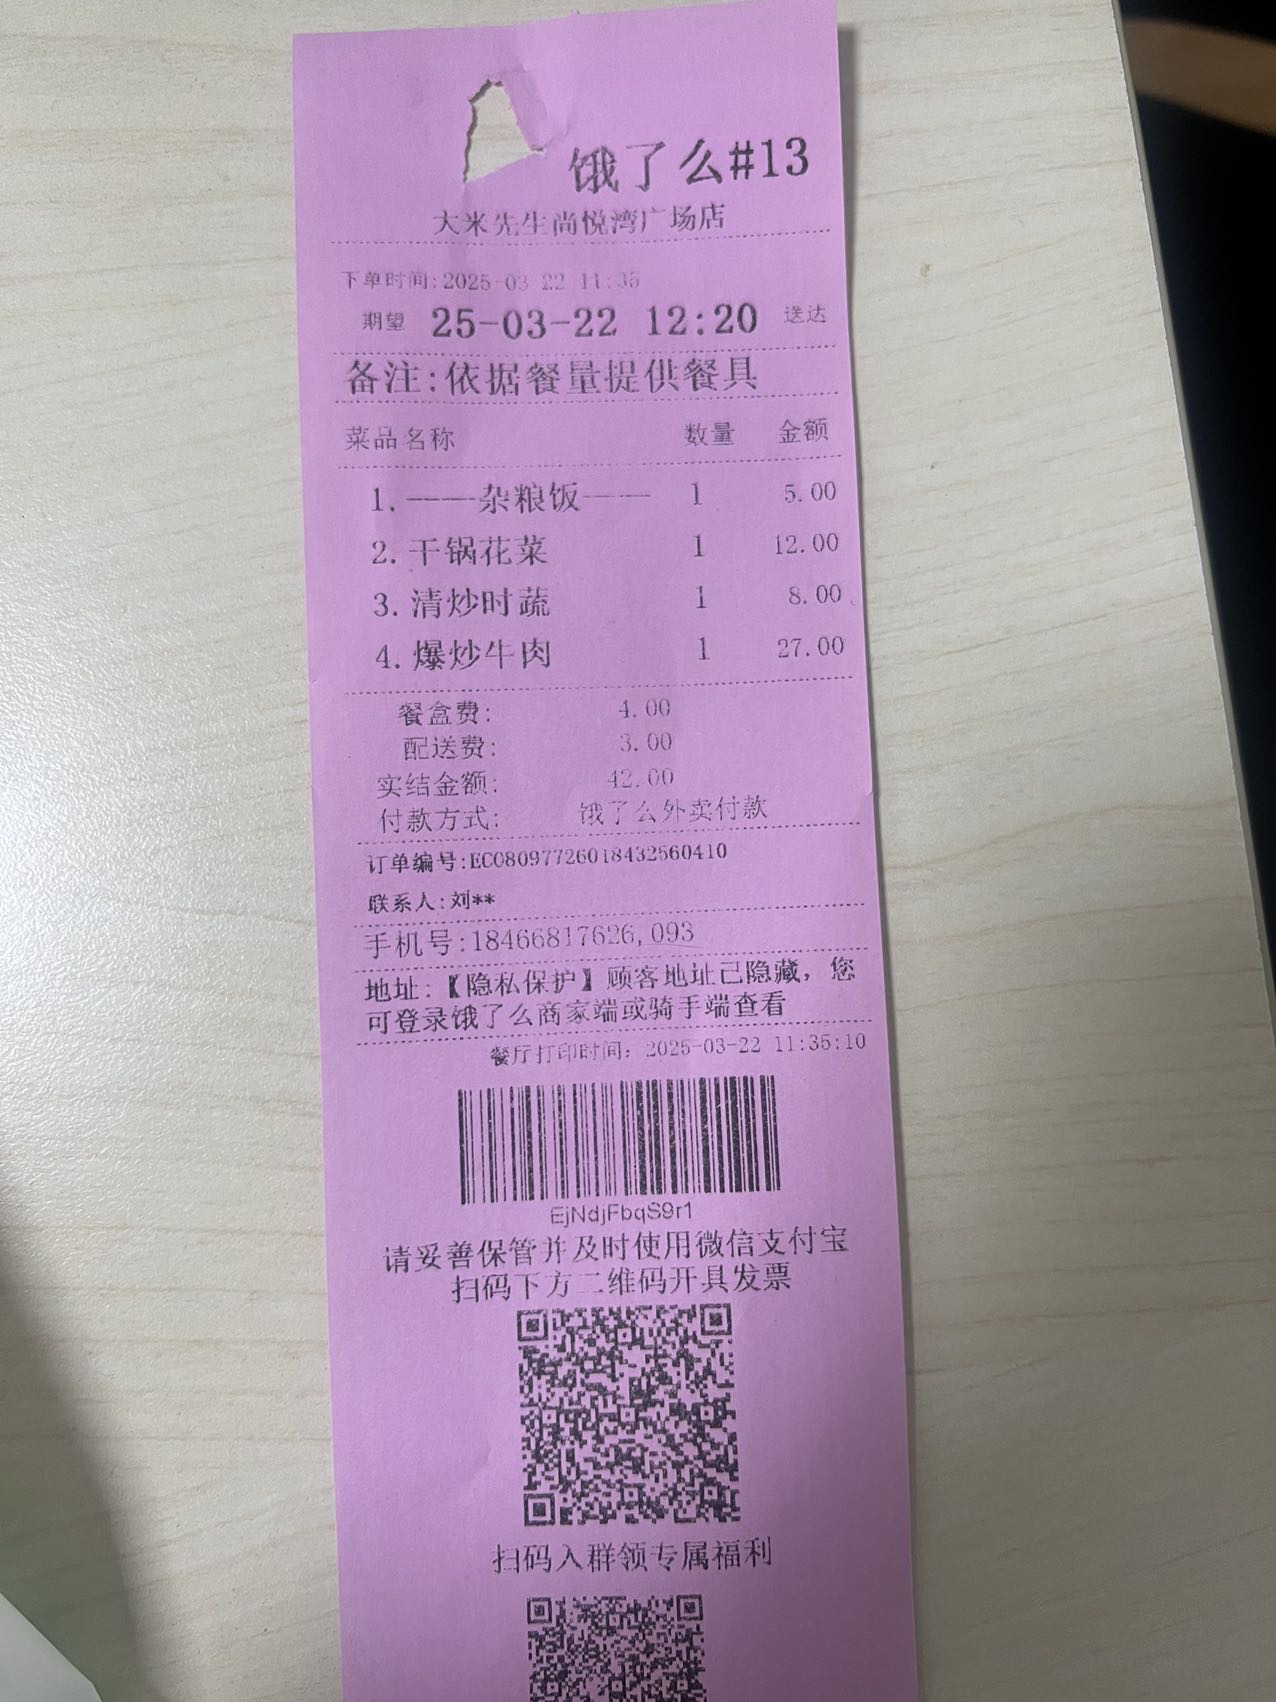 饿了么#13
大米先生尚悦湾广场店
下单时间:2025-03-22 11:35
期望 25-03-22 12:20 送达
备注:依据餐量提供餐具
菜品名称 数量 金额
1. ——杂粮饭—— 1 5.00
2. 干锅花菜 1 12.00
3. 清炒时蔬 1 8.00
4. 爆炒牛肉 1 27.00
餐盒费: 4.00
配送费: 3.00
实结金额: 42.00
付款方式: 饿了么外卖付款
订单编号:EC0809772601843256​0410
联系人:刘**
手机号:18466817626,093
地址:【隐私保护】顾客地址已隐藏，您
可登录饿了么商家端或骑手端查看
餐厅打印时间：2025-03-22 11:35:10
EjNdjFbqS9r1
请妥善保管并及时使用微信支付宝
扫码下方二维码开具发票
扫码入群领专属福利